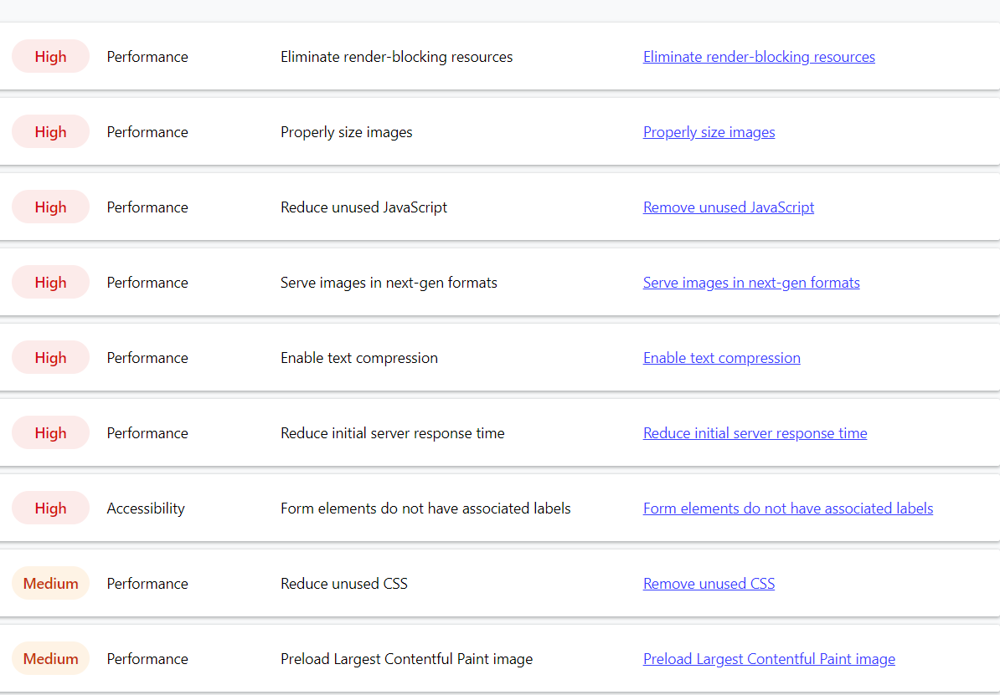 High Performance Eliminate render-blocking resources Eliminate render-blocking resources
High Performance Properly size images Properly size images
High Performance Reduce unused JavaScript Remove unused JavaScript
High Performance Serve images in next-gen formats Serve images in next-gen formats
High Performance Enable text compression Enable text compression
High Performance Reduce initial server response time Reduce initial server response time
High Accessibility Form elements do not have associated labels Form elements do not have associated labels
Medium Performance Reduce unused CSS Remove unused CSS
Medium Performance Preload Largest Contentful Paint image Preload Largest Contentful Paint image